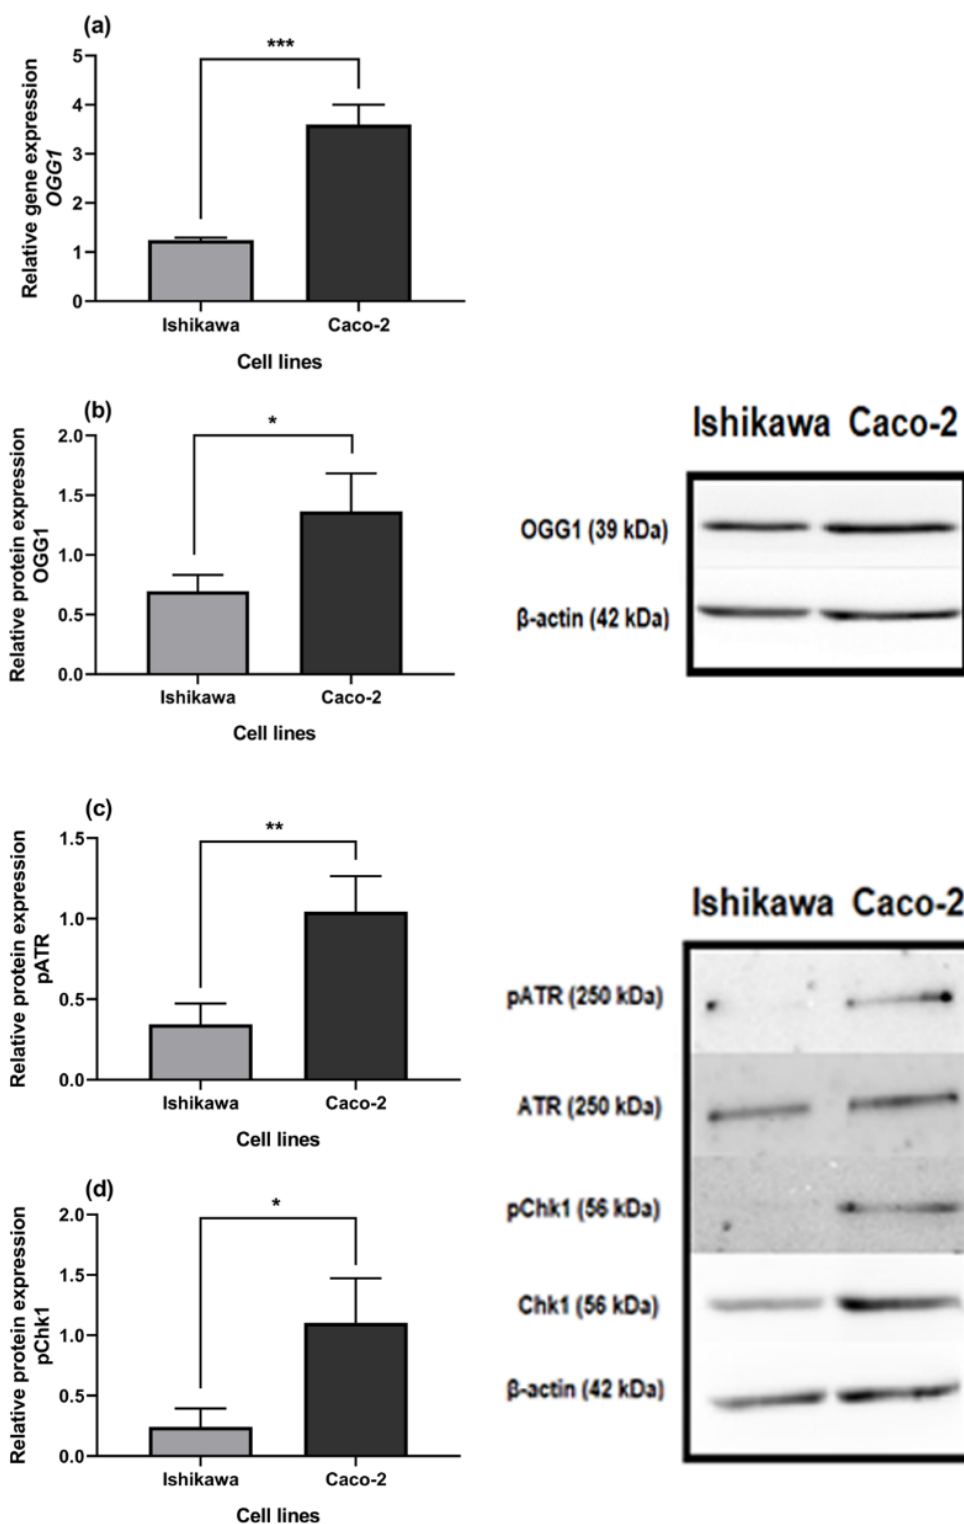 (a)
***
Relative gene expression
OGG1
5
4
3
2
1
0
Ishikawa
Caco-2
Cell lines
(b)
*
Relative protein expression
OGG1
2.0
1.5
1.0
0.5
0.0
Ishikawa
Caco-2
Cell lines
Ishikawa Caco-2
OGG1 (39 kDa)
β-actin (42 kDa)
(c)
**
Relative protein expression
pATR
1.5
1.0
0.5
0.0
Ishikawa
Caco-2
Cell lines
(d)
*
Relative protein expression
pChk1
2.0
1.5
1.0
0.5
0.0
Ishikawa
Caco-2
Cell lines
Ishikawa Caco-2
pATR (250 kDa)
ATR (250 kDa)
pChk1 (56 kDa)
Chk1 (56 kDa)
β-actin (42 kDa)